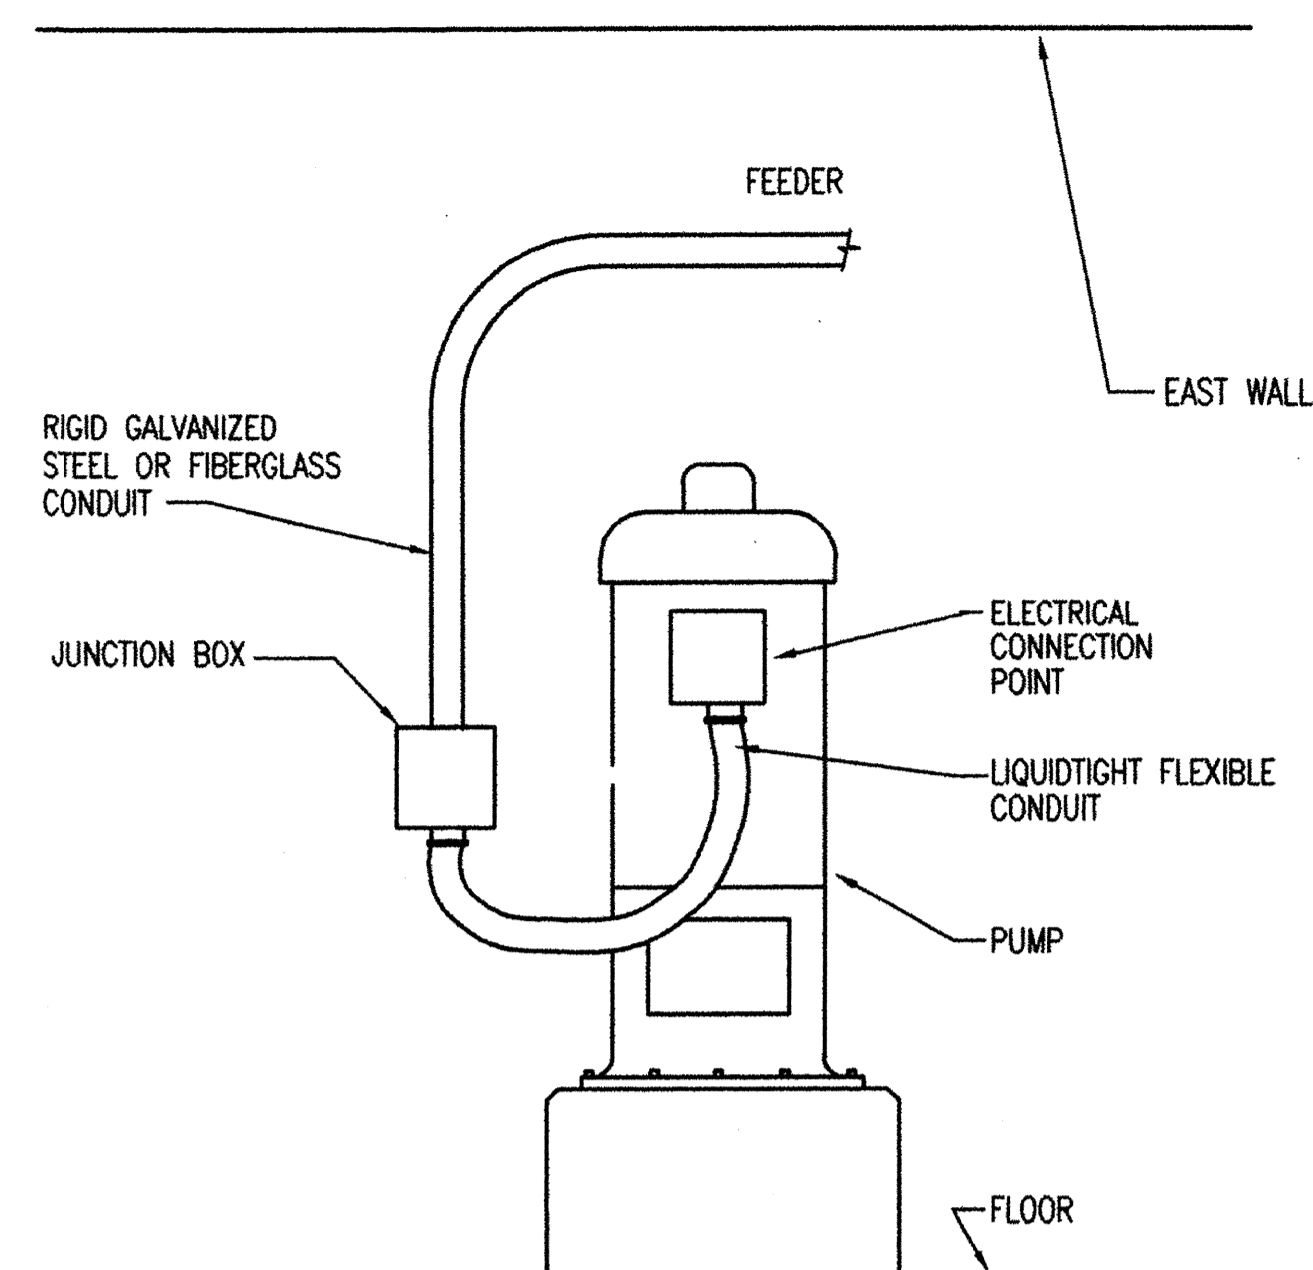 FEEDER
EAST WALL
RIGID GALVANIZED
STEEL OR FIBERGLASS
CONDUIT
ELECTRICAL
CONNECTION
POINT
JUNCTION BOX
LIQUIDTIGHT FLEXIBLE
CONDUIT
PUMP
FLOOR